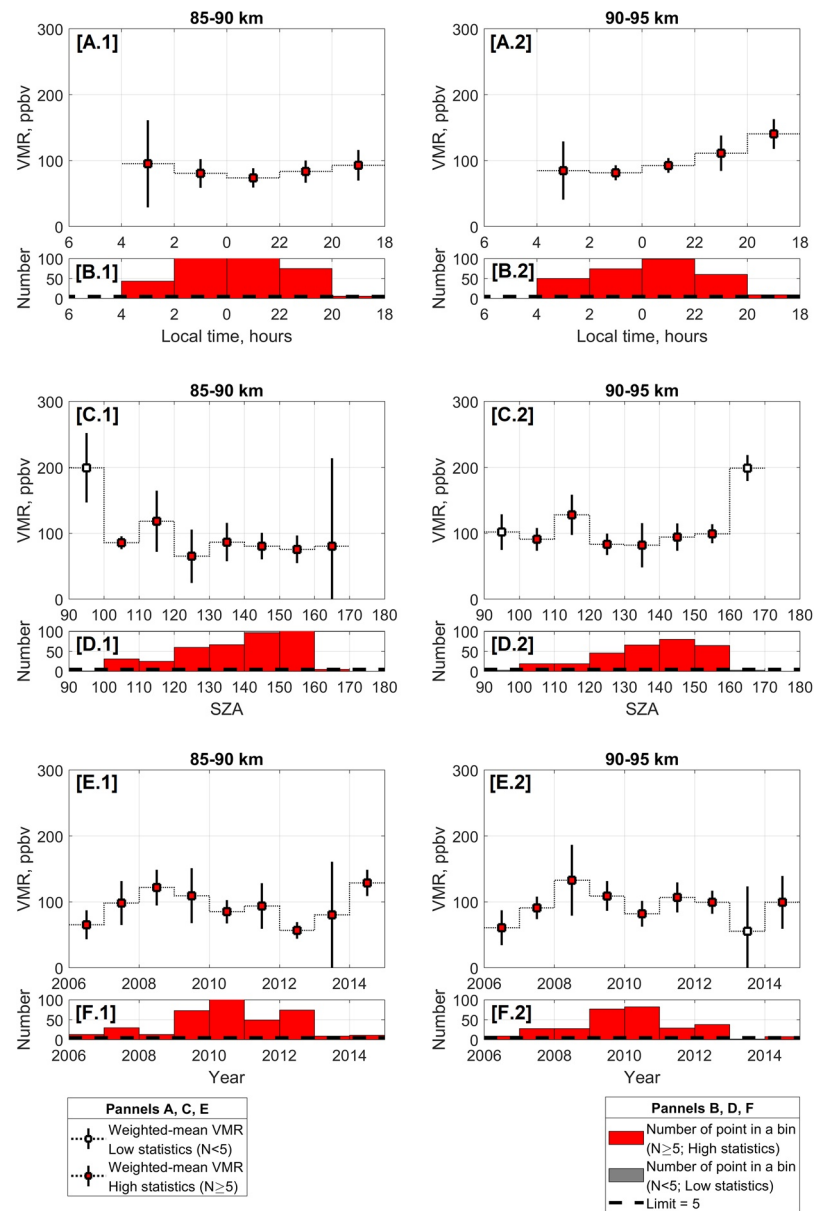 85-90 km
90-95 km
[A.1]
[A.2]
VMR, ppbv
VMR, ppbv
300
200
100
0
300
200
100
0
6 4 2 0 22 20 18
6 4 2 0 22 20 18
[B.1]
[B.2]
Number
Number
100
50
0
100
50
0
6 4 2 0 22 20 18
6 4 2 0 22 20 18
Local time, hours
Local time, hours
85-90 km
90-95 km
[C.1]
[C.2]
VMR, ppbv
VMR, ppbv
300
200
100
0
300
200
100
0
90 100 110 120 130 140 150 160 170 180
90 100 110 120 130 140 150 160 170 180
[D.1]
[D.2]
Number
Number
100
50
0
100
50
0
90 100 110 120 130 140 150 160 170 180
90 100 110 120 130 140 150 160 170 180
SZA
SZA
85-90 km
90-95 km
[E.1]
[E.2]
VMR, ppbv
VMR, ppbv
300
200
100
0
300
200
100
0
2006 2008 2010 2012 2014
2006 2008 2010 2012 2014
[F.1]
[F.2]
Number
Number
100
50
0
100
50
0
2006 2008 2010 2012 2014
2006 2008 2010 2012 2014
Year
Year
Pannels A, C, E
Weighted-mean VMR
Low statistics (N<5)
Weighted-mean VMR
High statistics (N≥5)
Pannels B, D, F
Number of point in a bin
(N≥5; High statistics)
Number of point in a bin
(N<5; Low statistics)
Limit = 5